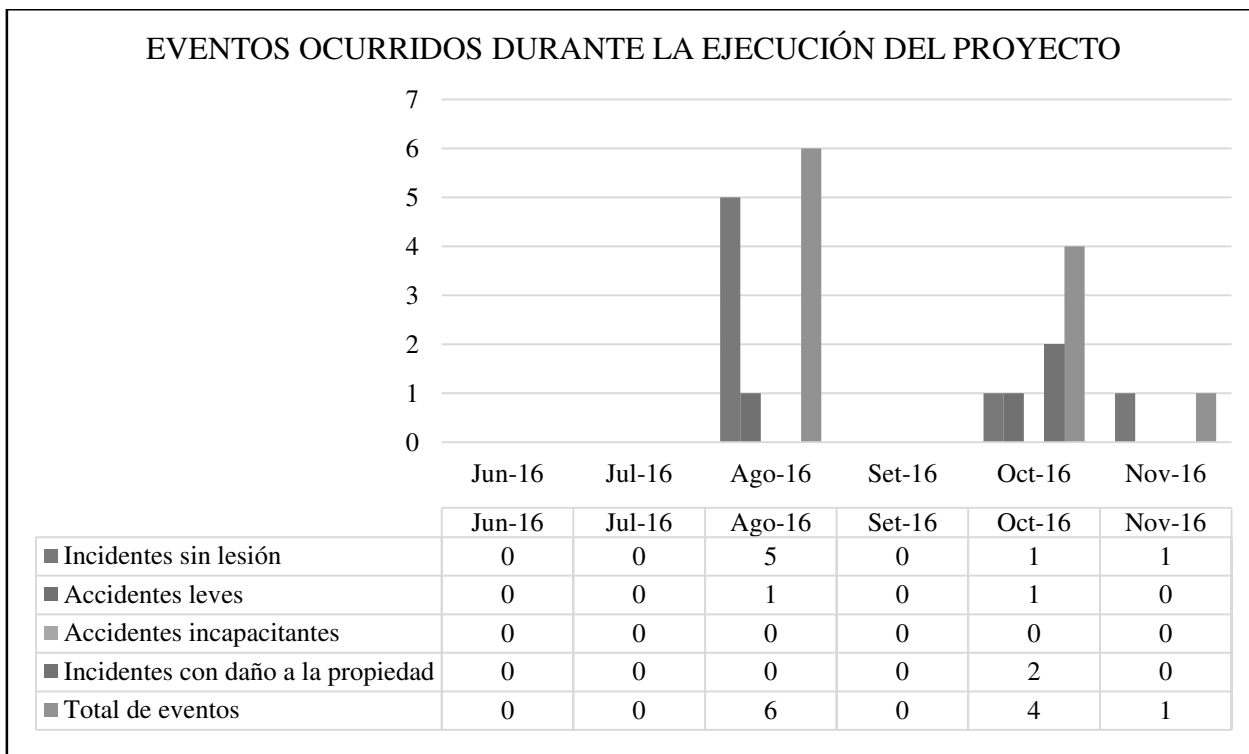 EVENTOS OCURRIDOS DURANTE LA EJECUCIÓN DEL PROYECTO
7
6
5
4
3
2
1
0
Jun-16 Jul-16 Ago-16 Set-16 Oct-16 Nov-16
Jun-16 Jul-16 Ago-16 Set-16 Oct-16 Nov-16
Incidentes sin lesión 0 0 5 0 1 1
Accidentes leves 0 0 1 0 1 0
Accidentes incapacitantes 0 0 0 0 0 0
Incidentes con daño a la propiedad 0 0 0 0 2 0
Total de eventos 0 0 6 0 4 1